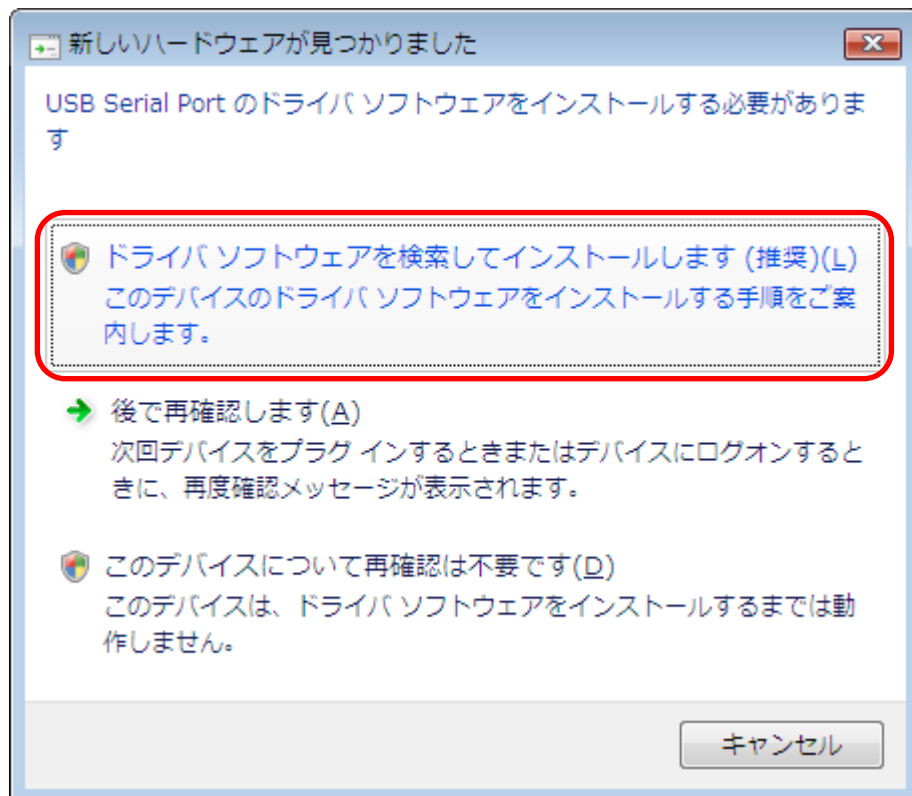 新しいハードウェアが見つかりました
USB Serial Port のドライバ ソフトウェアをインストールする必要がありま
す
ドライバ ソフトウェアを検索してインストールします (推奨)(L)
このデバイスのドライバ ソフトウェアをインストールする手順をご案
内します。
後で再確認します(A)
次回デバイスをプラグ インするときまたはデバイスにログオンすると
きに、再度確認メッセージが表示されます。
このデバイスについて再確認は不要です(D)
このデバイスは、ドライバ ソフトウェアをインストールするまでは動
作しません。
キャンセル